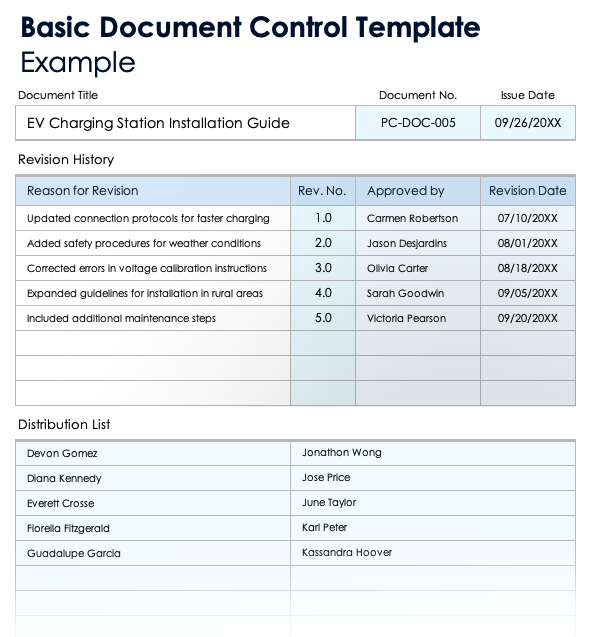 Basic Document Control Template
Example
Document Title Document No. Issue Date
EV Charging Station Installation Guide PC-DOC-005 09/26/20XX
Revision History
Reason for Revision Rev. No. Approved by Revision Date
Updated connection protocols for faster charging 1.0 Carmen Robertson 07/10/20XX
Added safety procedures for weather conditions 2.0 Jason Desjardins 08/01/20XX
Corrected errors in voltage calibration instructions 3.0 Olivia Carter 08/18/20XX
Expanded guidelines for installation in rural areas 4.0 Sarah Goodwin 09/05/20XX
Included additional maintenance steps 5.0 Victoria Pearson 09/20/20XX
Distribution List
Devon Gomez Jonathon Wong
Diana Kennedy Jose Price
Everett Crosse June Taylor
Fiorella Fitzgerald Karl Peter
Guadalupe Garcia Kassandra Hoover